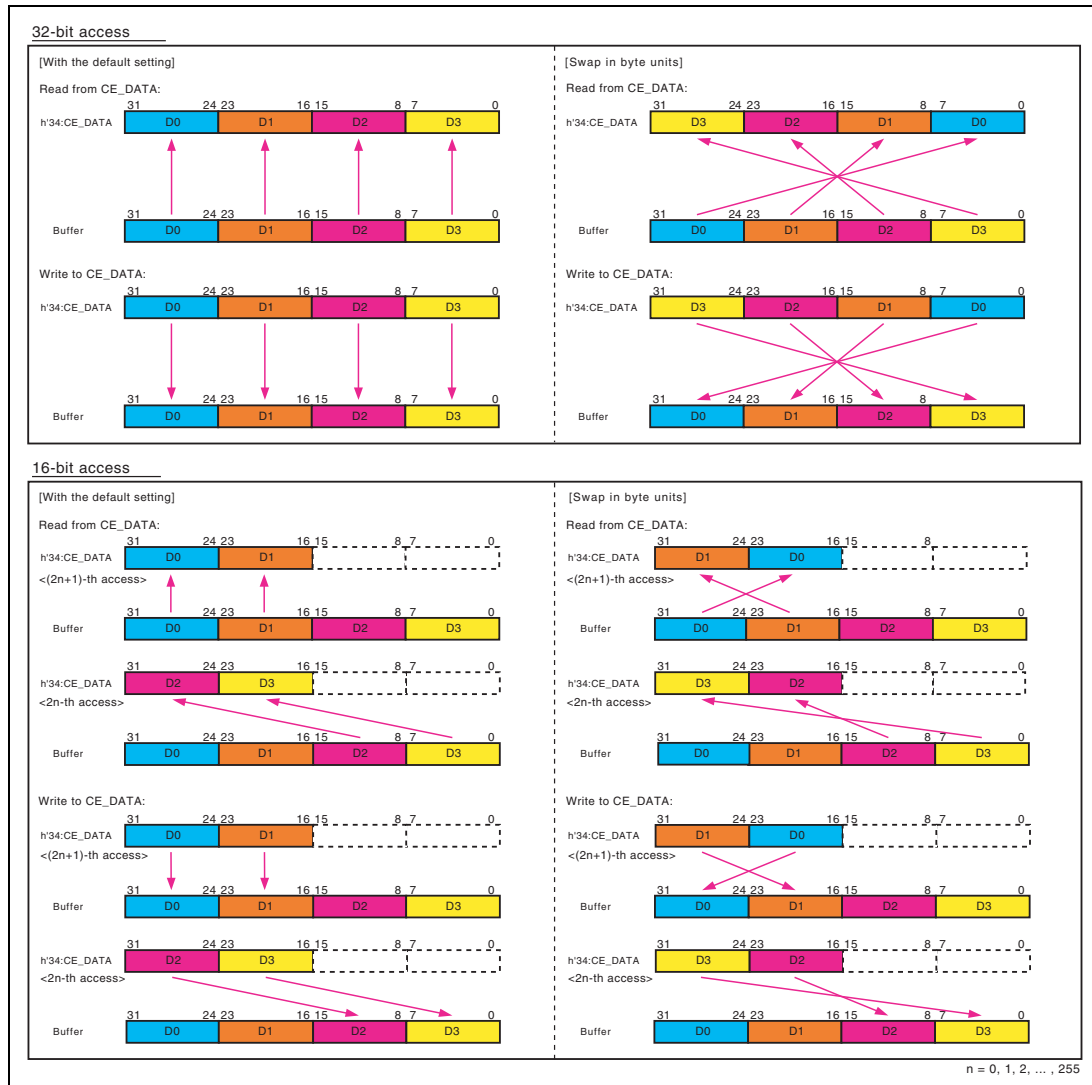 32-bit access
[With the default setting]
Read from CE_DATA:
31 24 23 16 15 8 7 0
h'34:CE_DATA D0 D1 D2 D3
31 24 23 16 15 8 7 0
Buffer D0 D1 D2 D3
Write to CE_DATA:
31 24 23 16 15 8 7 0
h'34:CE_DATA D0 D1 D2 D3
31 24 23 16 15 8 7 0
Buffer D0 D1 D2 D3
[Swap in byte units]
Read from CE_DATA:
31 24 23 16 15 8 7 0
h'34:CE_DATA D3 D2 D1 D0
31 24 23 16 15 8 7 0
Buffer D0 D1 D2 D3
Write to CE_DATA:
31 24 23 16 15 8 7 0
h'34:CE_DATA D3 D2 D1 D0
31 24 23 16 15 8 7 0
Buffer D0 D1 D2 D3
16-bit access
[With the default setting]
Read from CE_DATA:
31 24 23 16 15 8 7 0
h'34:CE_DATA D0 D1
<(2n+1)-th access>
31 24 23 16 15 8 7 0
Buffer D0 D1 D2 D3
31 24 23 16 15 8 7 0
h'34:CE_DATA D2 D3
<2n-th access>
31 24 23 16 15 8 7 0
Buffer D0 D1 D2 D3
Write to CE_DATA:
31 24 23 16 15 8 7 0
h'34:CE_DATA D0 D1
<(2n+1)-th access>
31 24 23 16 15 8 7 0
Buffer D0 D1 D2 D3
31 24 23 16 15 8 7 0
h'34:CE_DATA D2 D3
<2n-th access>
31 24 23 16 15 8 7 0
Buffer D0 D1 D2 D3
[Swap in byte units]
Read from CE_DATA:
31 24 23 16 15 8
h'34:CE_DATA D1 D0
<(2n+1)-th access>
31 24 23 16 15 8 7 0
Buffer D0 D1 D2 D3
31 24 23 16 15 8 7 0
h'34:CE_DATA D3 D2
<2n-th access>
31 24 23 16 15 8 7 0
Buffer D0 D1 D2 D3
Write to CE_DATA:
31 24 23 16 15 8 7 0
h'34:CE_DATA D1 D0
<(2n+1)-th access>
31 24 23 16 15 8 7 0
Buffer D0 D1 D2 D3
31 24 23 16 15 8 7 0
h'34:CE_DATA D3 D2
<2n-th access>
31 24 23 16 15 8 7 0
Buffer D0 D1 D2 D3
n = 0, 1, 2, ... , 255